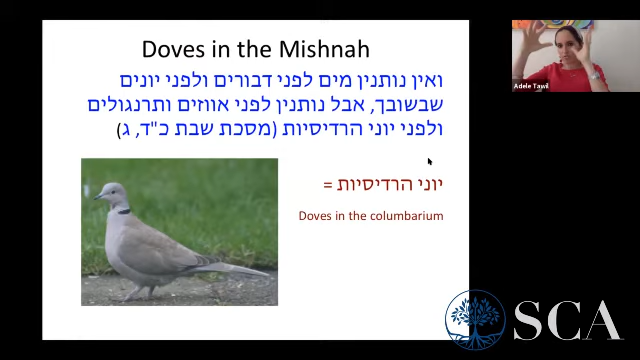 Doves in the Mishnah
ואין נותנין מים לפני דבורים ולפני יונים
שבשובך, אבל נותנין לפני אווזים ותרנגולים
ולפני יוני הרדיסיות (מסכת שבת כ"ד, ג)
יוני הרדיסיות =
Doves in the columbarium
Adele Tawil
SCA